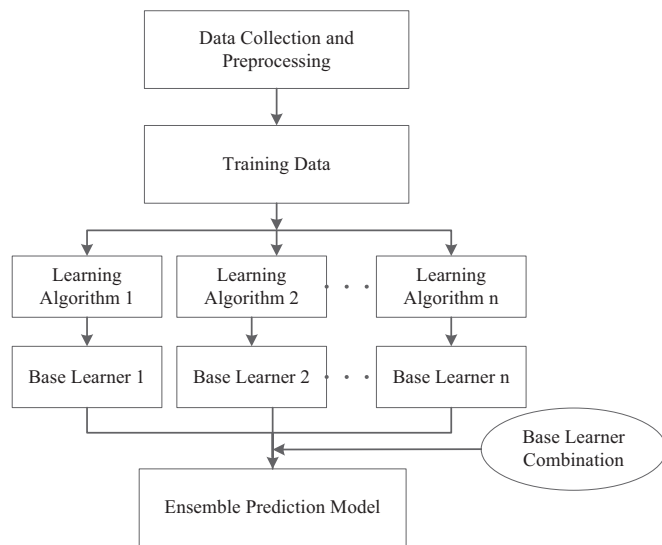 Data Collection and
Preprocessing
Training Data
Learning
Algorithm 1
Learning
Algorithm 2
Learning
Algorithm n
Base Learner 1
Base Learner 2
Base Learner n
Base Learner
Combination
Ensemble Prediction Model